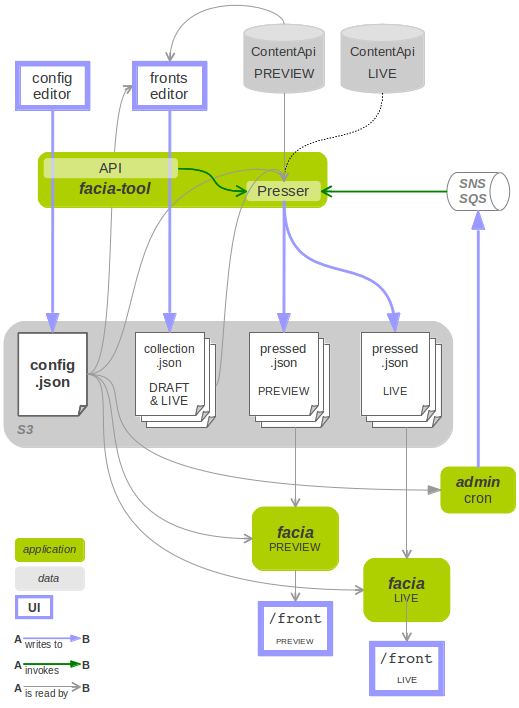 ContentApi
PREVIEW
ContentApi
LIVE
config
editor
fronts
editor
API
facia-tool
Presser
SNS
SQS
config
.json
collection
.json
DRAFT
& LIVE
pressed
.json
PREVIEW
pressed
.json
LIVE
S3
admin
cron
facia
PREVIEW
facia
LIVE
/front
PREVIEW
/front
LIVE
application
data
UI
A writes to B
A invokes B
A is read by B